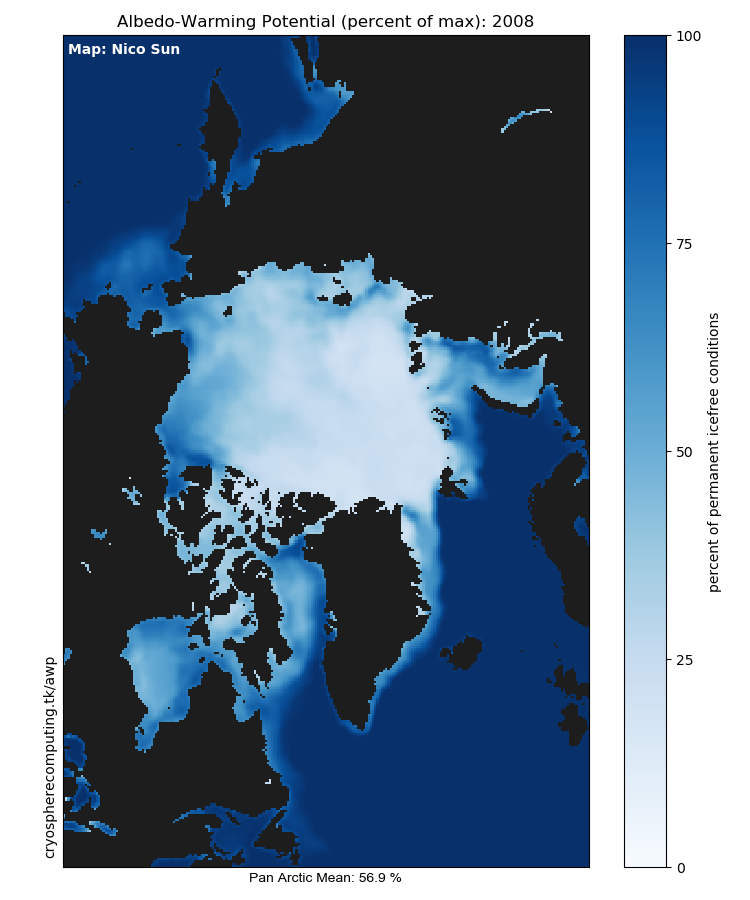 Albedo-Warming Potential (percent of max): 2008
Map: Nico Sun
100
75
50
25
0
percent of permanent icefree conditions
cryospherecomputing.tk/awp
Pan Arctic Mean: 56.9 %